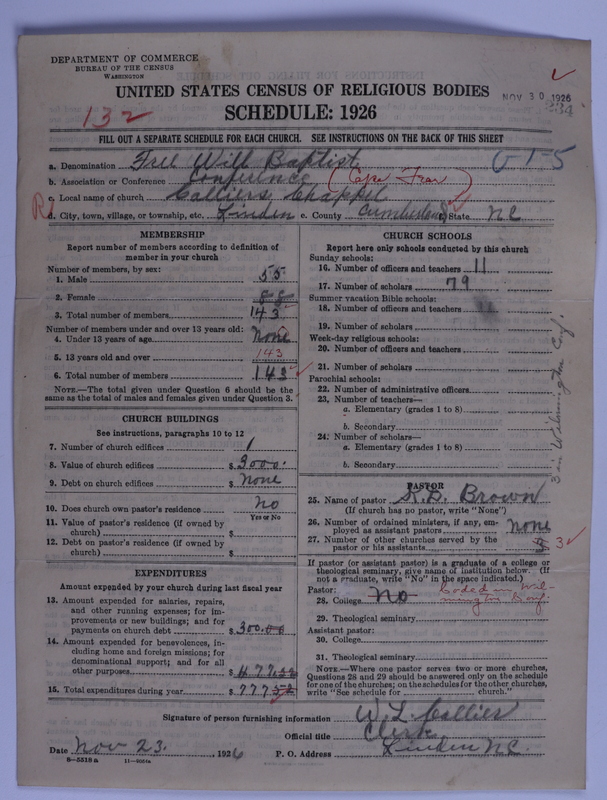 DEPARTMENT OF COMMERCE
BUREAU OF THE CENSUS
WASHINGTON
UNITED STATES CENSUS OF RELIGIOUS BODIES
NOV 30 1926
SCHEDULE: 1926
132
234
FILL OUT A SEPARATE SCHEDULE FOR EACH CHURCH. SEE INSTRUCTIONS ON THE BACK OF THIS SHEET
a. Denomination Free Will Baptist
b. Association or Conference Conference (Cape Fear)
c. Local name of church Colliers Chappel
d. City, town, village, or township, etc. Linden e. County Cumberland State N C
MEMBERSHIP
Report number of members according to definition of member in your church
Number of members, by sex:
1. Male 55
2. Female 88
3. Total number of members 143
Number of members under and over 13 years old:
4. Under 13 years of age None
5. 13 years old and over 143
6. Total number of members 143
NOTE.—The total given under Question 6 should be the same as the total of males and females given under Question 3.
CHURCH BUILDINGS
See instructions, paragraphs 10 to 12
7. Number of church edifices 1
8. Value of church edifices $ 3000.
9. Debt on church edifices $ None
10. Does church own pastor's residence No
Yes or No
11. Value of pastor's residence (if owned by church) $
12. Debt on pastor's residence (if owned by church) $
EXPENDITURES
Amount expended by your church during last fiscal year
13. Amount expended for salaries, repairs, and other running expenses; for improvements or new buildings; and for payments on church debt $ 300.00
14. Amount expended for benevolences, including home and foreign missions; for denominational support; and for all other purposes $ 477.52
15. Total expenditures during year $ 777.52
CHURCH SCHOOLS
Report here only schools conducted by this church
Sunday schools:
16. Number of officers and teachers 11
17. Number of scholars 79
Summer vacation Bible schools:
18. Number of officers and teachers
19. Number of scholars
Week-day religious schools:
20. Number of officers and teachers
21. Number of scholars
Parochial schools:
22. Number of administrative officers
23. Number of teachers—
a. Elementary (grades 1 to 8)
b. Secondary
24. Number of scholars—
a. Elementary (grades 1 to 8)
b. Secondary
in Wilmington Conf.
PASTOR
25. Name of pastor R. B. Brown
(If church has no pastor, write "None")
26. Number of ordained ministers, if any, employed as assistant pastors None
27. Number of other churches served by the pastor or his assistants 3
If pastor (or assistant pastor) is a graduate of a college or theological seminary, give name of institution below. (If not a graduate, write "No" in the space indicated.)
Pastor:
28. College No
Coded in Wilmington Conf.
29. Theological seminary
Assistant pastor:
30. College
31. Theological seminary
NOTE.—Where one pastor serves two or more churches, Questions 28 and 29 should be answered only on the schedule for one of the churches; on the schedules for the other churches, write "See schedule for church."
Signature of person furnishing information W. L. Collier
Official title Clerk
Date Nov 23. 1926 P. O. Address Linden N.C.
8—5518 a